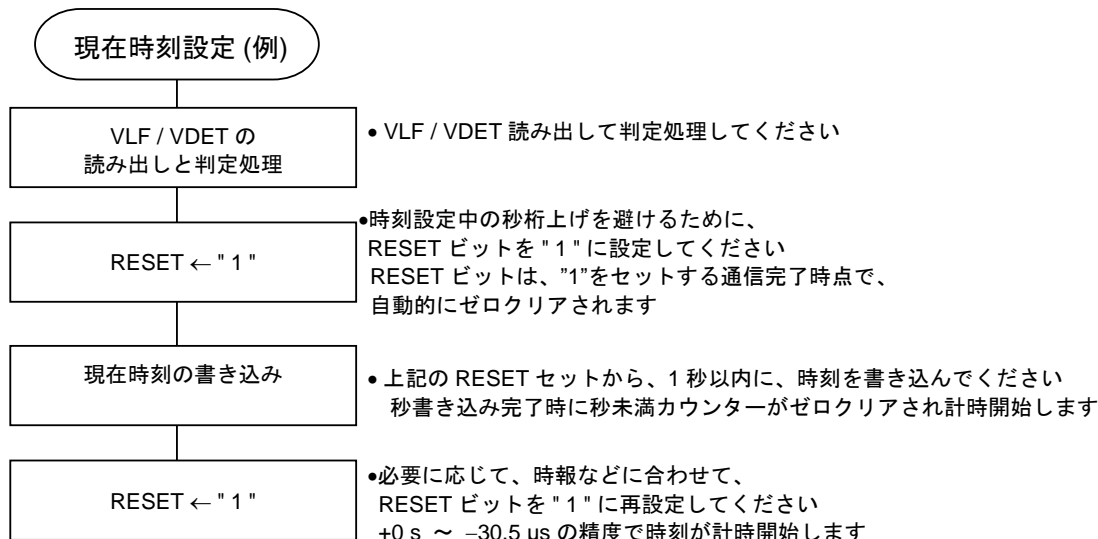 現在時刻設定 (例)
VLF / VDET の
読み出しと判定処理
• VLF / VDET 読み出して判定処理してください
RESET ← " 1 "
•時刻設定中の秒桁上げを避けるために、
RESET ビットを " 1 " に設定してください
RESET ビットは、”1”をセットする通信完了時点で、
自動的にゼロクリアされます
現在時刻の書き込み
• 上記の RESET セットから、1 秒以内に、時刻を書き込んでください
秒書き込み完了時に秒未満カウンターがゼロクリアされ計時開始します
RESET ← " 1 "
•必要に応じて、時報などに合わせて、
RESET ビットを " 1 " に再設定してください
+0 s ～ −30.5 μs の精度で時刻が計時開始します